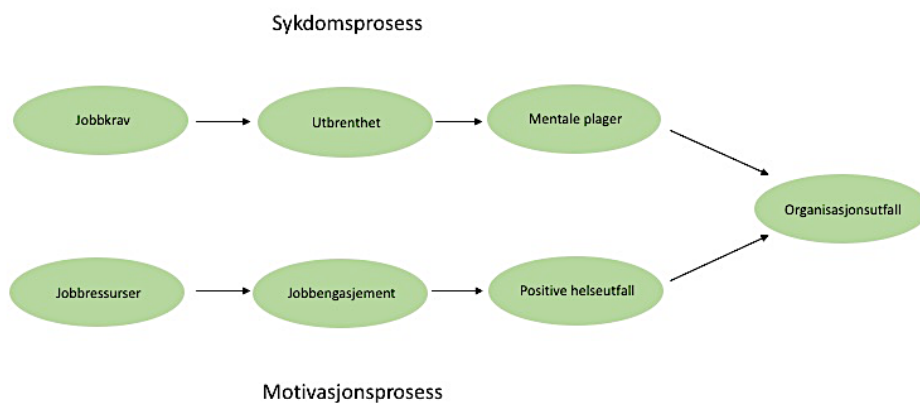 Sykdomsprosess
Jobbkrav
Utbrenthet
Mentale plager
Organisasjonsutfall
Jobbressurser
Jobbengasjement
Positive helseutfall
Motivasjonsprosess